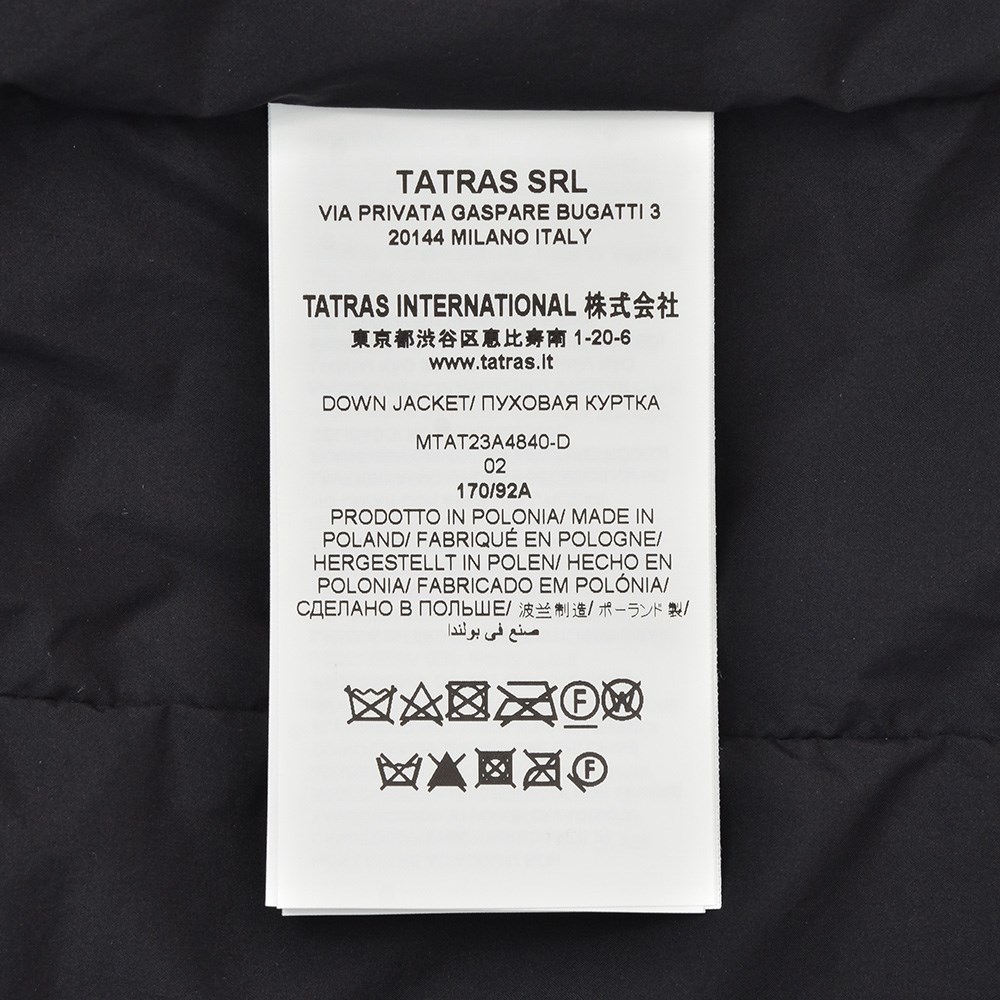 TATRAS SRL
VIA PRIVATA GASPARE BUGATTI 3
20144 MILANO ITALY
TATRAS INTERNATIONAL 株式会社
東京都渋谷区恵比寿南 1-20-6
www.tatras.it
DOWN JACKET/ ПУХОВАЯ КУРТКА
MTAT23A4840-D
02
170/92A
PRODOTTO IN POLONIA/ MADE IN
POLAND/ FABRIQUÉ EN POLOGNE/
HERGESTELLT IN POLEN/ HECHO EN
POLONIA/ FABRICADO EM POLÓNIA/
СДЕЛАНО В ПОЛЬШЕ/ 波兰制造/ ポーランド 製/
صنع في بولندا
F W
F